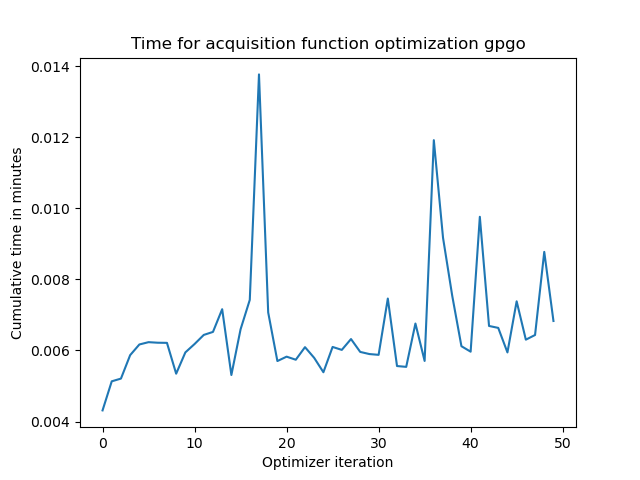 Time for acquisition function optimization gpgo
Cumulative time in minutes
0.014
0.012
0.010
0.008
0.006
0.004
0 10 20 30 40 50
Optimizer iteration